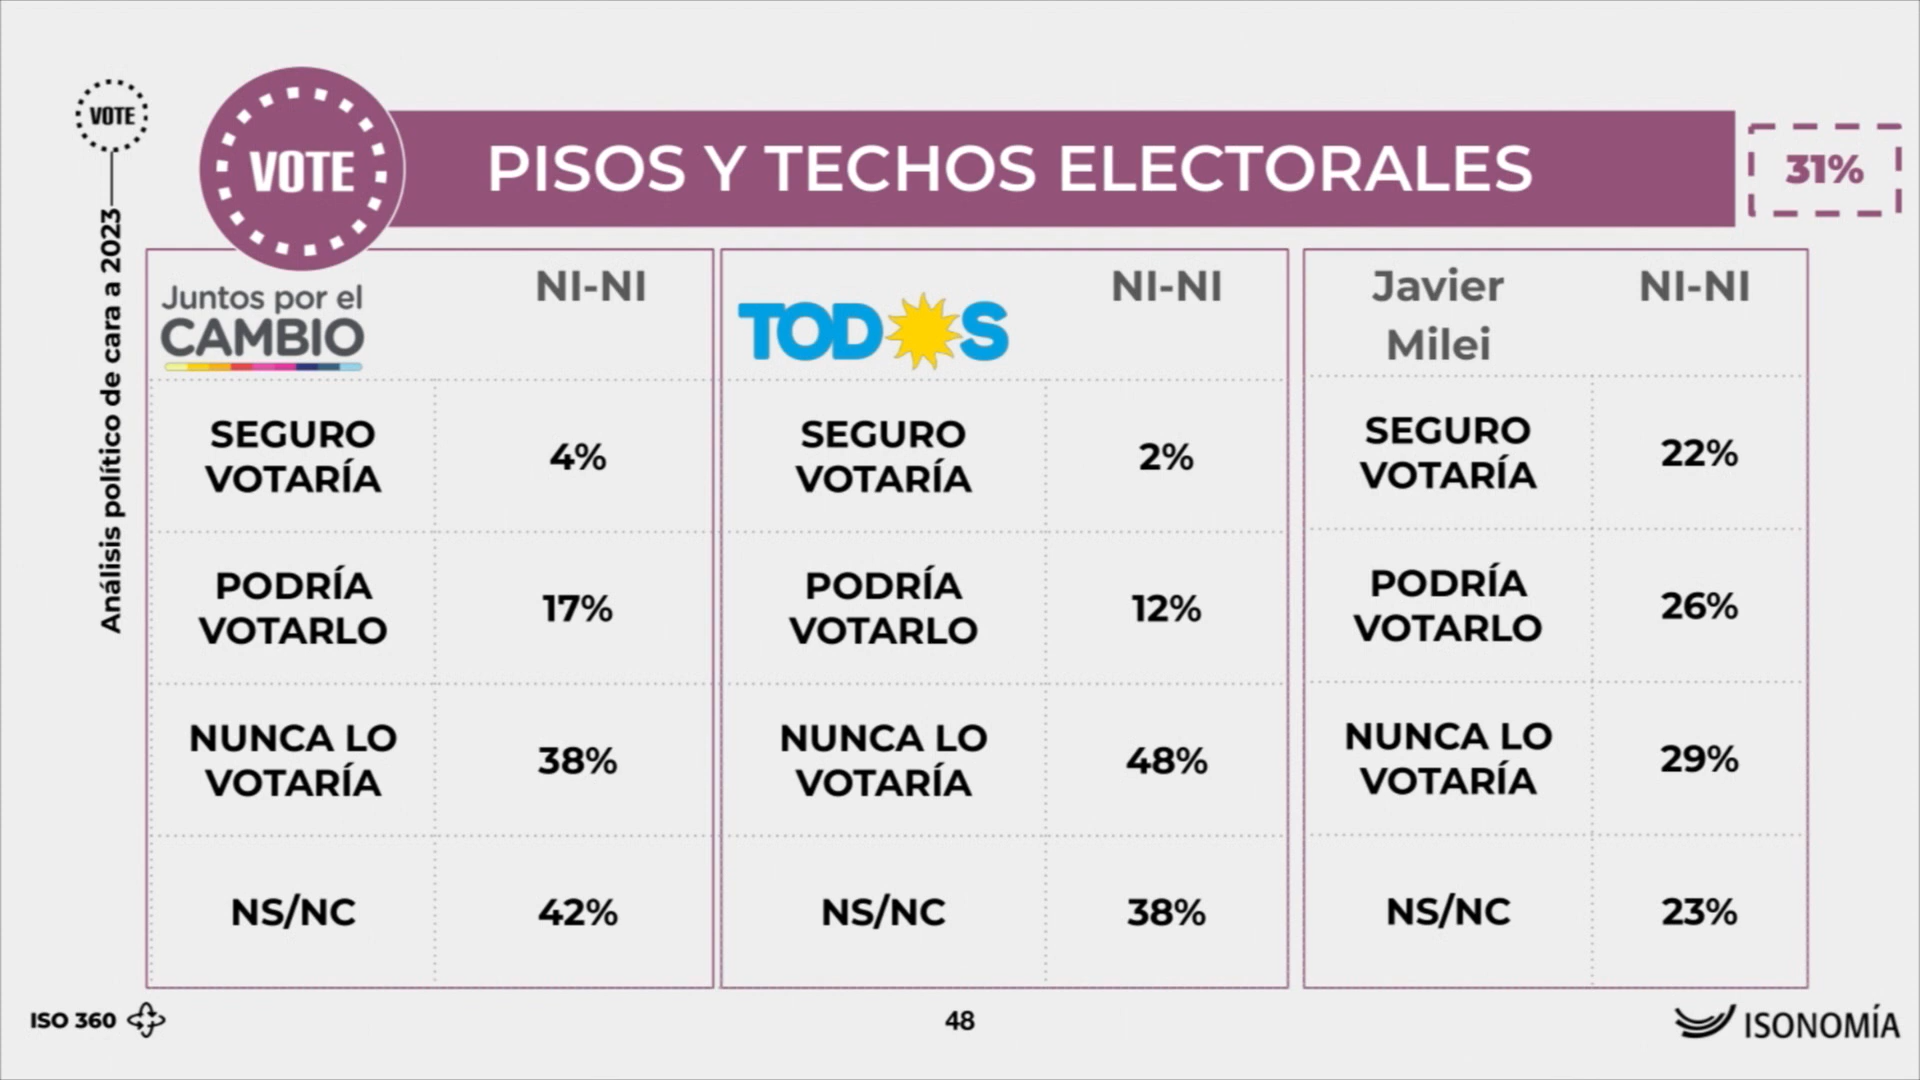 VOTE
Análisis político de cara a 2023
VOTE
PISOS Y TECHOS ELECTORALES
31%
Juntos por el
CAMBIO
NI-NI
SEGURO
VOTARÍA
4%
PODRÍA
VOTARLO
17%
NUNCA LO
VOTARÍA
38%
NS/NC
42%
TODOS
NI-NI
SEGURO
VOTARÍA
2%
PODRÍA
VOTARLO
12%
NUNCA LO
VOTARÍA
48%
NS/NC
38%
Javier
Milei
NI-NI
SEGURO
VOTARÍA
22%
PODRÍA
VOTARLO
26%
NUNCA LO
VOTARÍA
29%
NS/NC
23%
ISO 360
48
ISONOMÍA